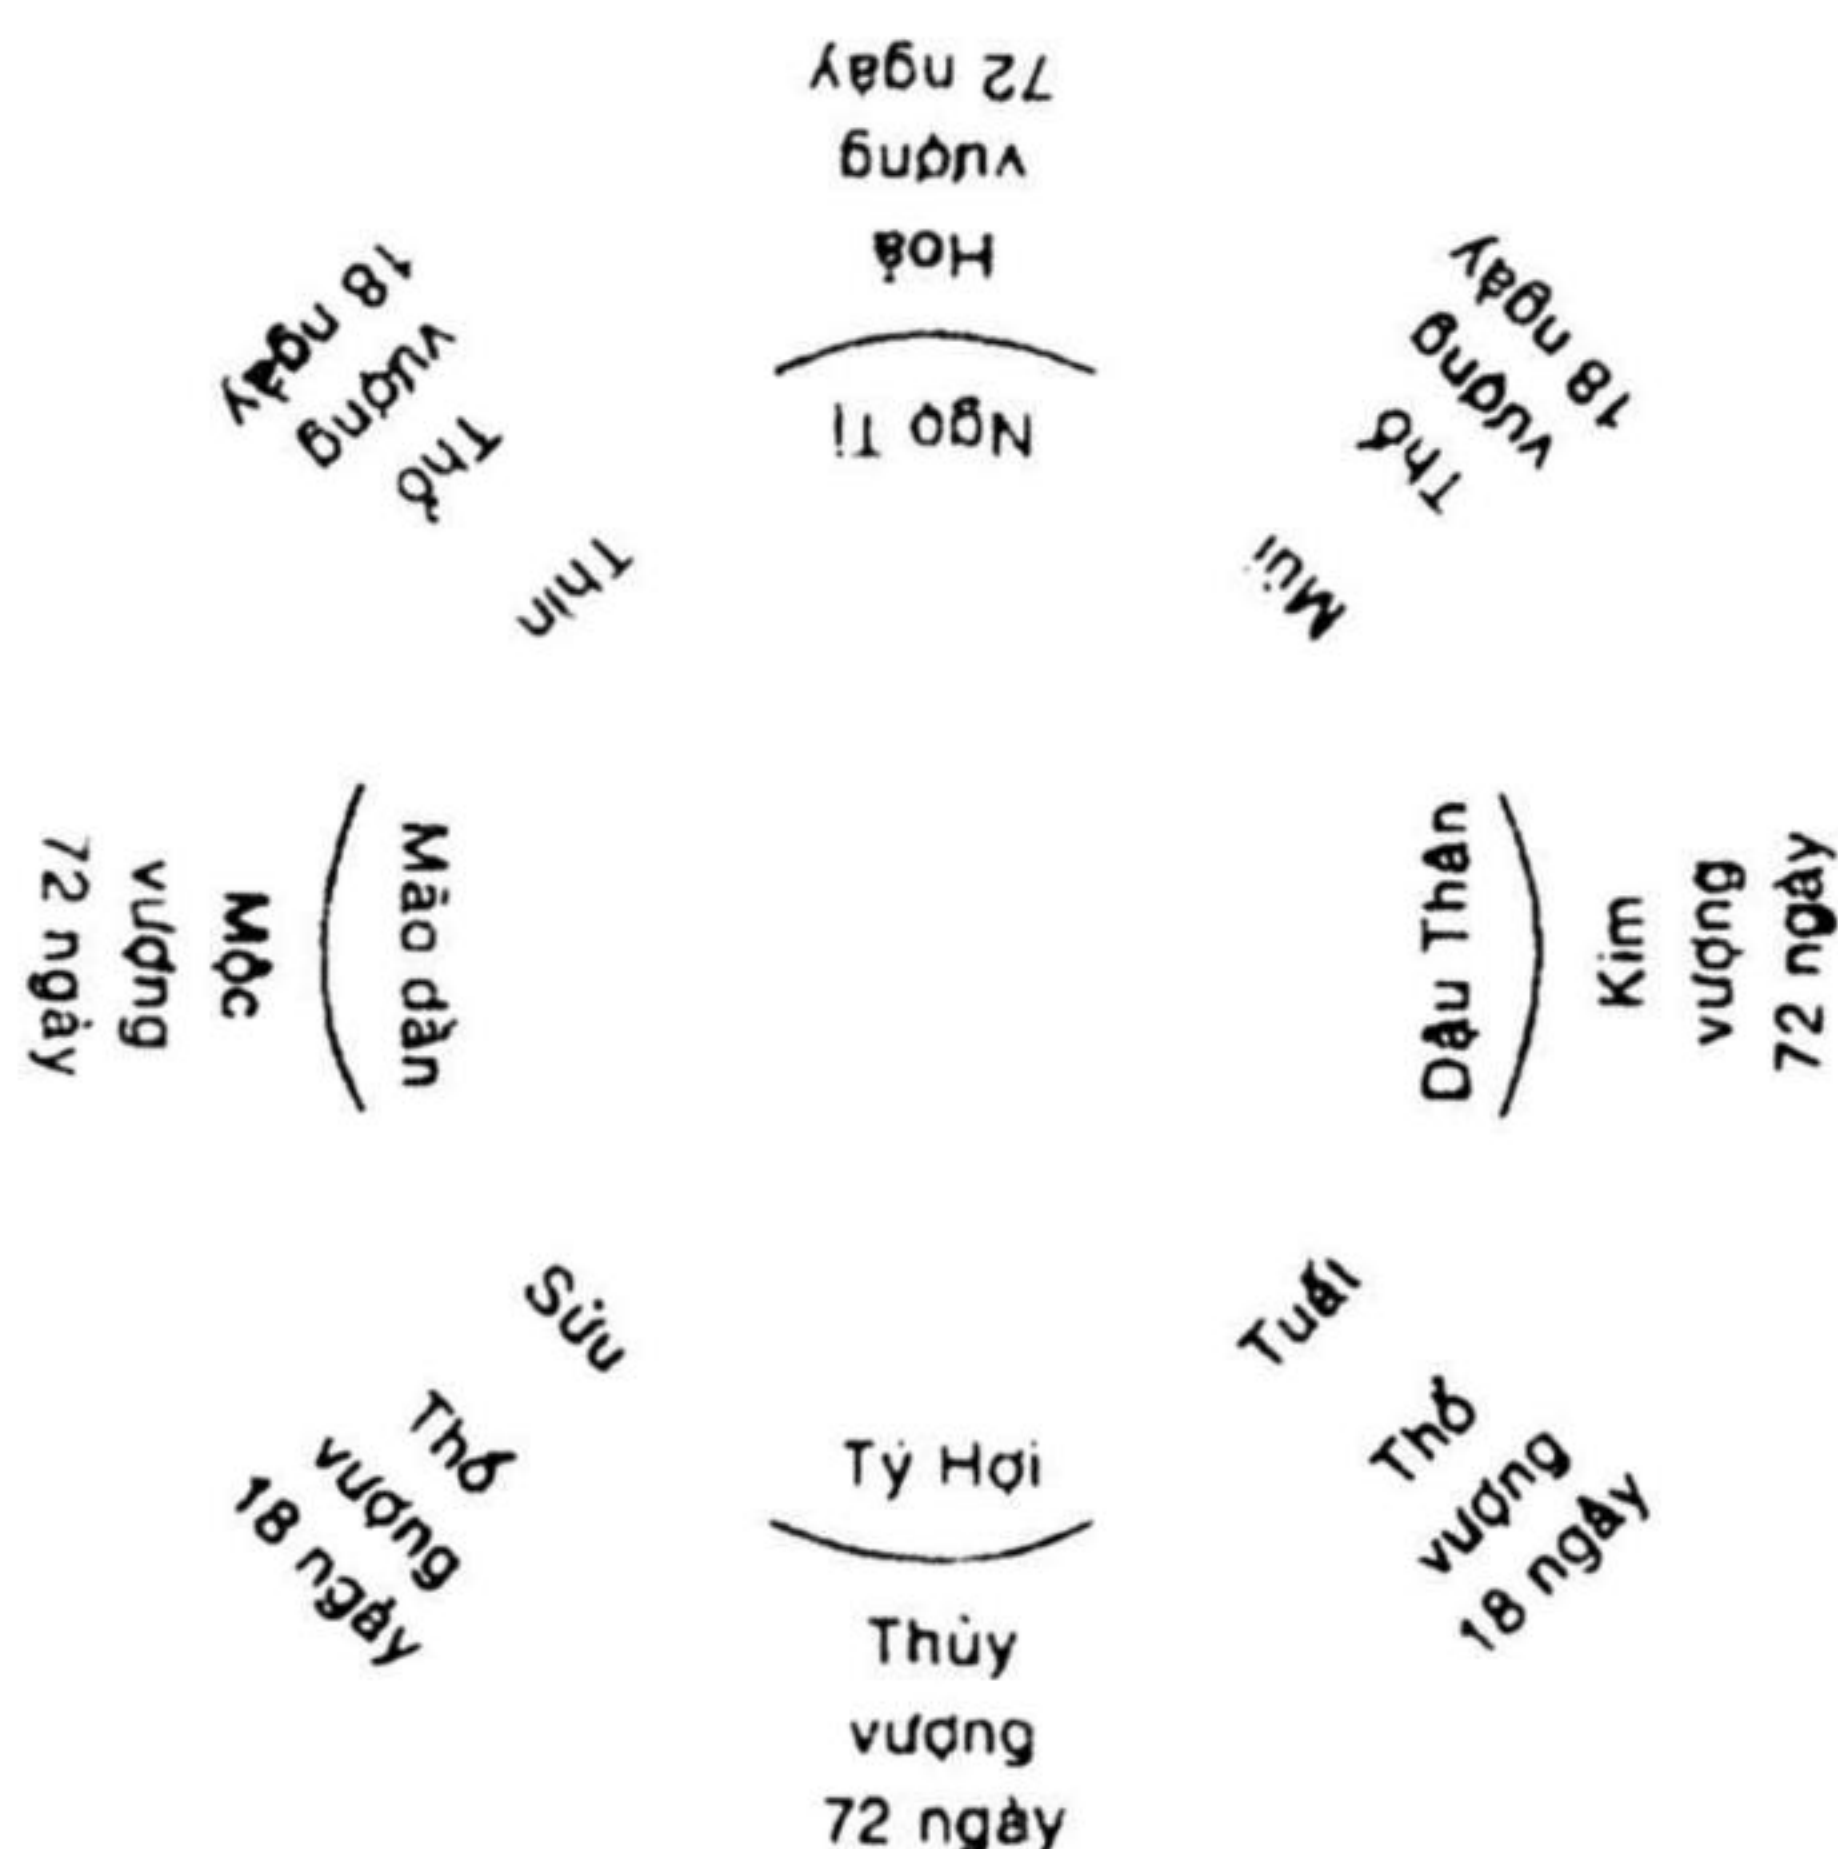 72 ngày
vượng
Hoả
Ngọ Tị
18 ngày
vượng
Thổ
Mùi
72 ngày
vượng
Kim
Dậu Thân
Tuất
Thổ
vượng
18 ngày
Tý Hợi
Thủy
vượng
72 ngày
Sửu
Thổ
vượng
18 ngày
Mão dần
Mộc
vượng
72 ngày
18 ngày
vượng
Thổ
Thìn